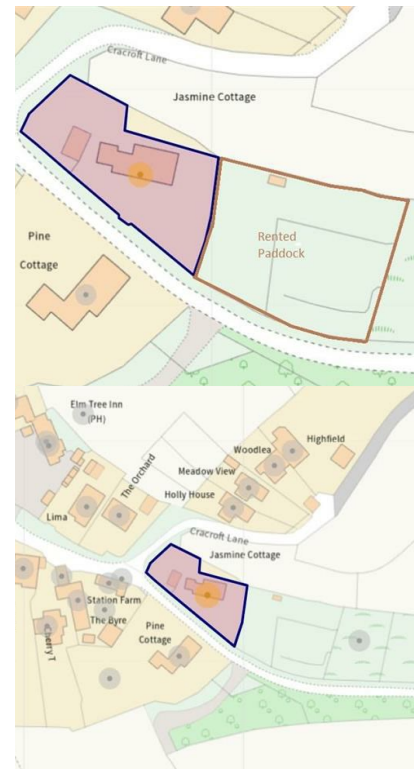 Cracroft Lane
Jasmine Cottage
Pine
Cottage
Rented
Paddock
Elm Tree Inn
(PH)
Highfield
Woodlea
The Orchard
Meadow View
Holly House
Lima
Cracroft Lane
Jasmine Cottage
Station Farm
The Byre
Pine
Cottage
Cherry T